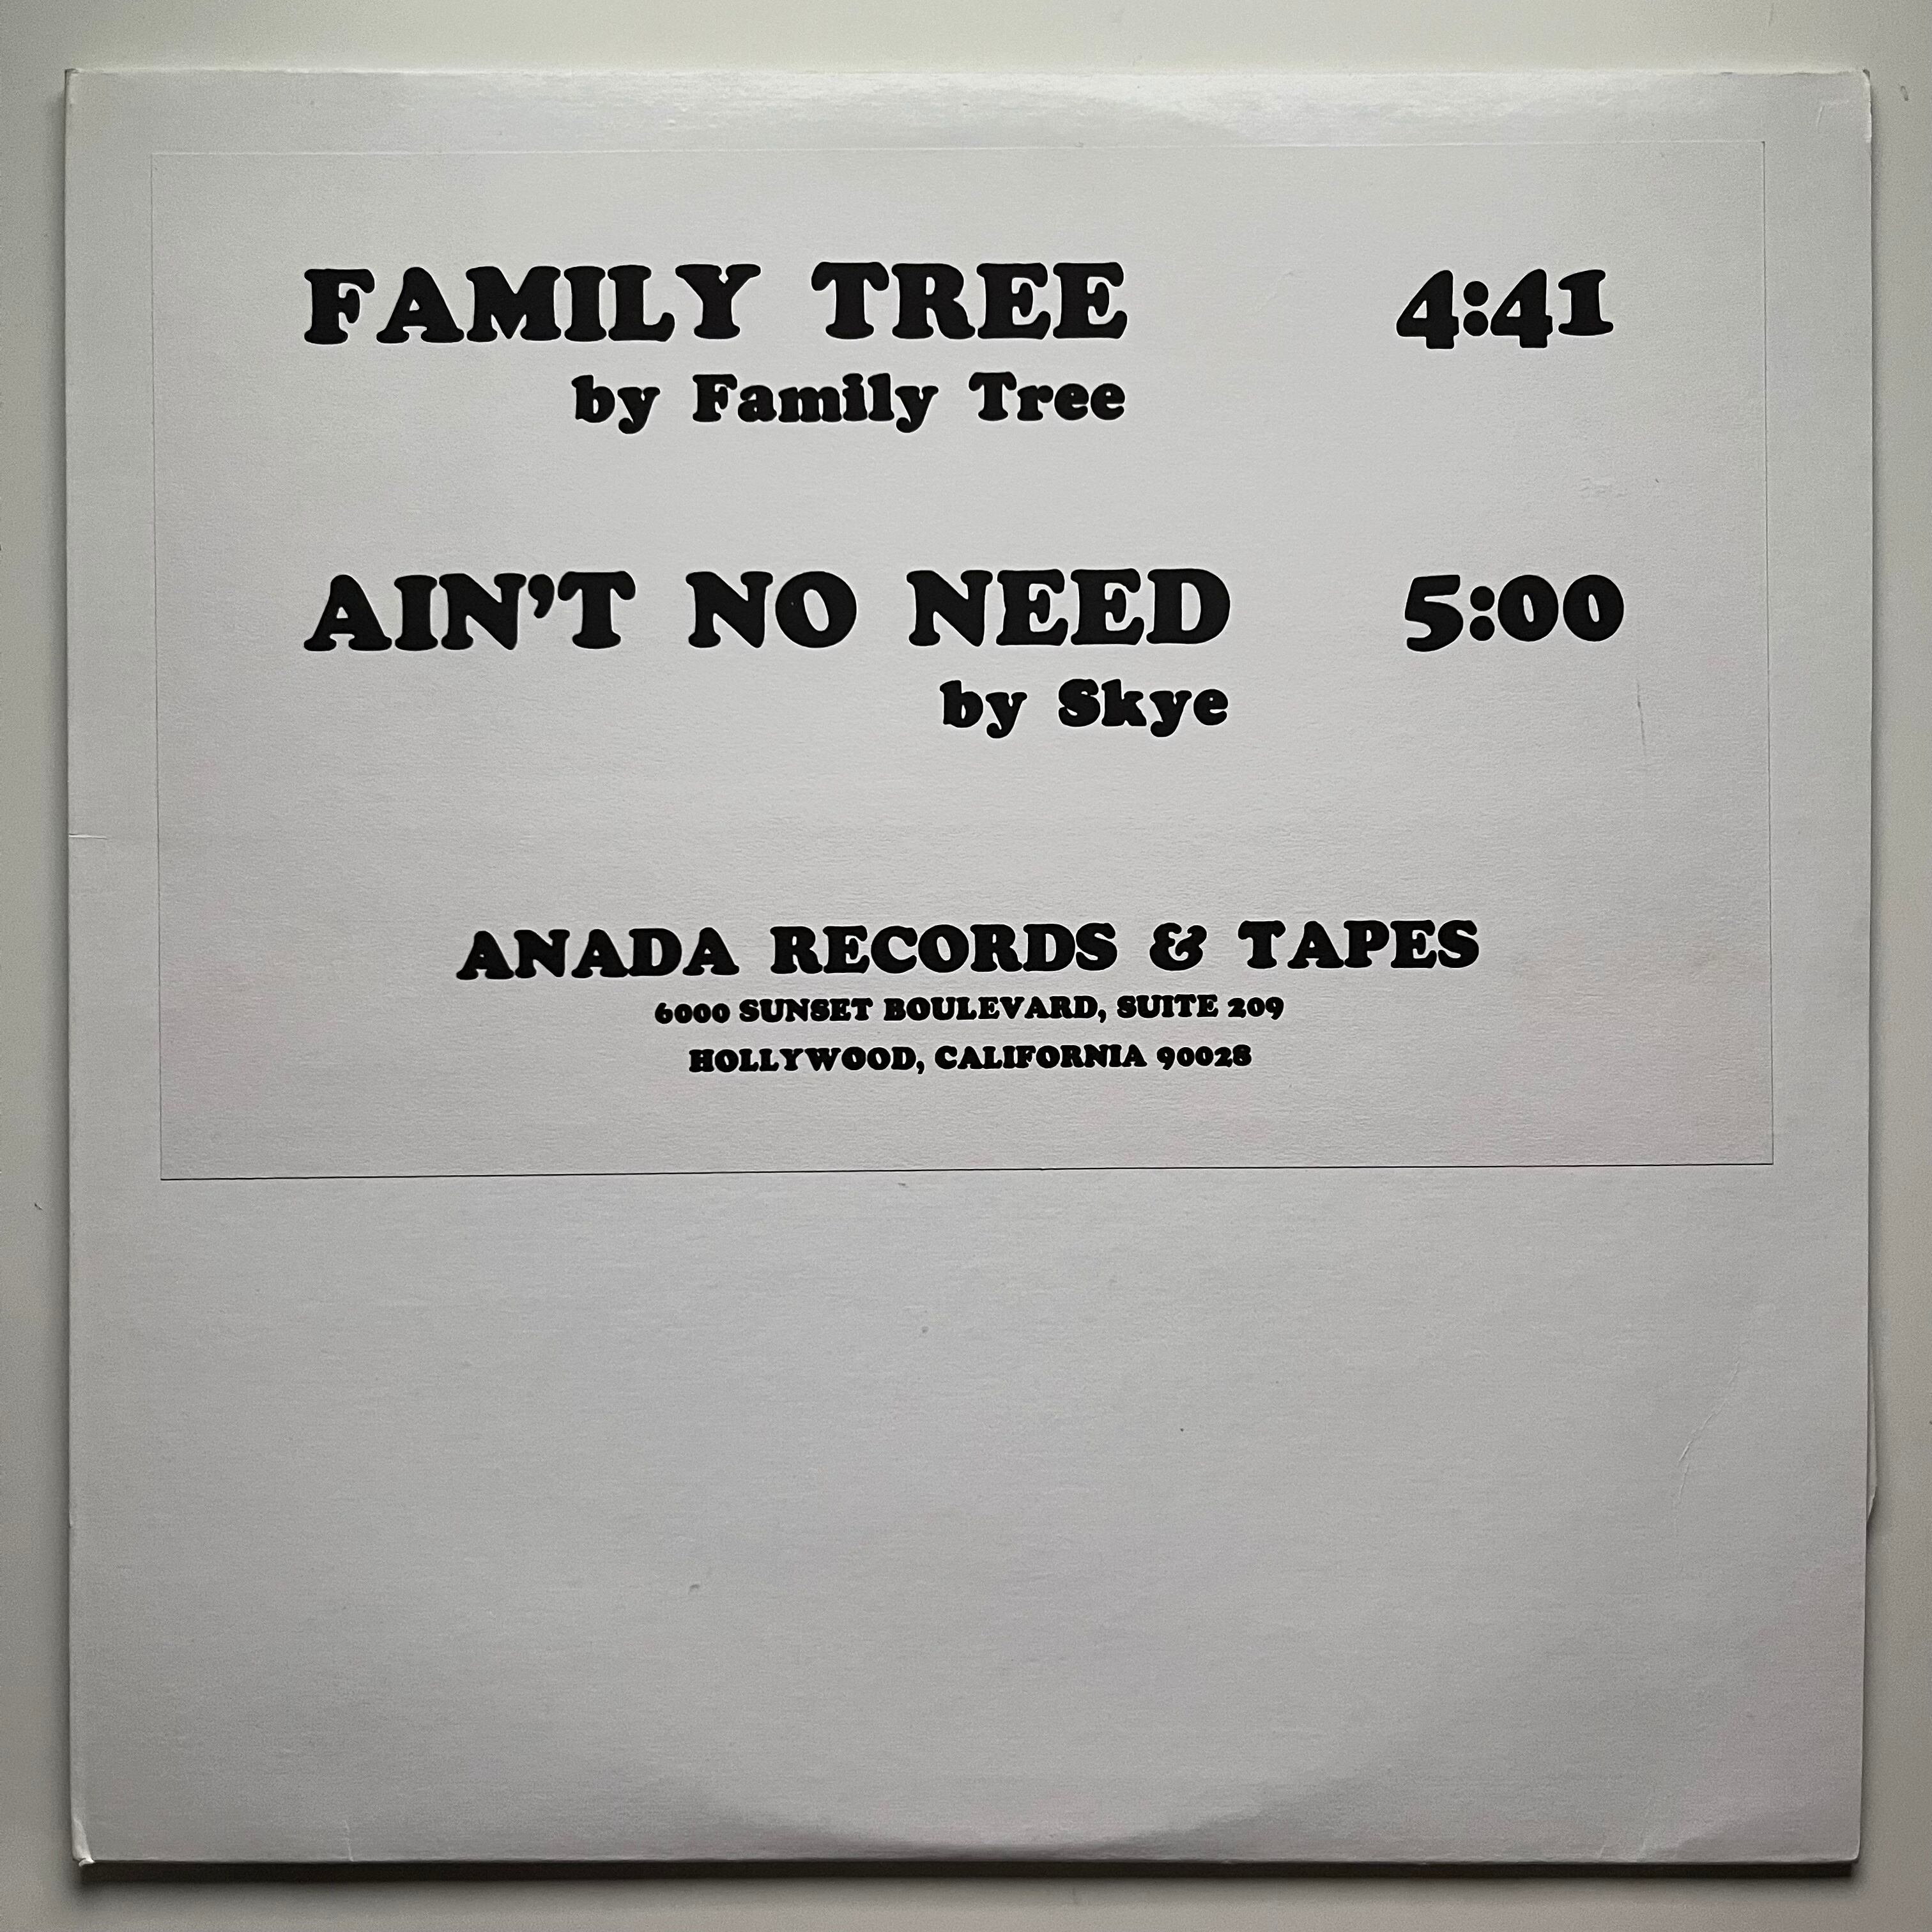 FAMILY TREE 4:41
by Family Tree
AIN'T NO NEED 5:00
by Skye
ANADA RECORDS & TAPES
6000 SUNSET BOULEVARD, SUITE 209
HOLLYWOOD, CALIFORNIA 90028